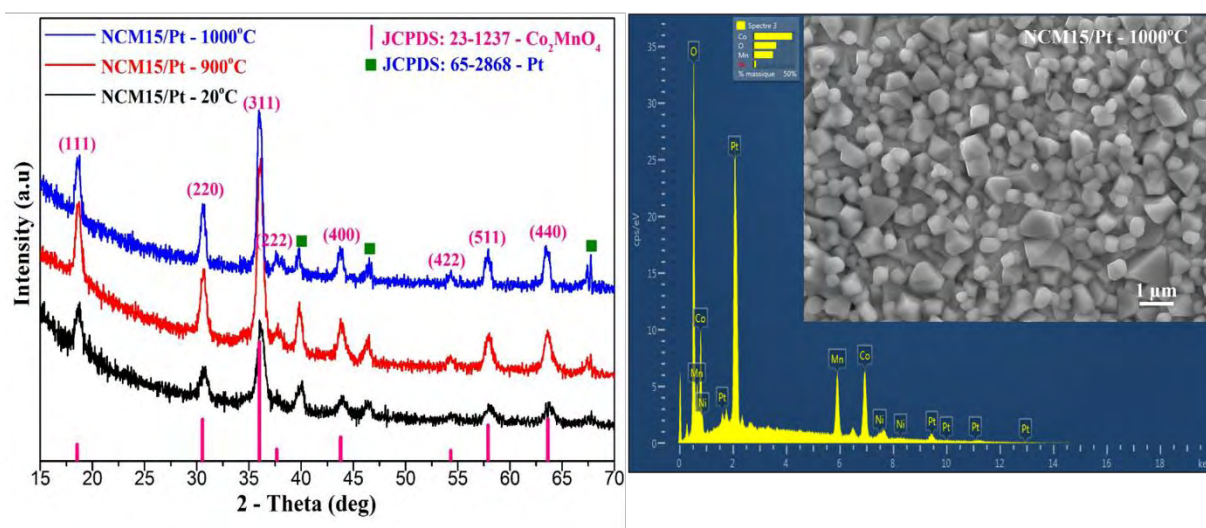 NCM15/Pt - 1000°C
NCM15/Pt - 900°C
NCM15/Pt - 20°C
JCPDS: 23-1237 - Co₂MnO₄
JCPDS: 65-2868 - Pt
(111)
(220)
(311)
(222)
(400)
(422)
(511)
(440)
Intensity (a.u)
15 20 25 30 35 40 45 50 55 60 65 70
2 - Theta (deg)
Spectre 3
Co
O
Mn
% massique 50%
cps/eV
35
30
25
20
15
10
5
0
O
Co
Mn
Ni
Pt
Pt
Mn
Co
Ni
Ni
Pt
Pt
Pt
Pt
0 2 4 6 8 10 12 14 16 18
NCM15/Pt - 1000°C
1 µm